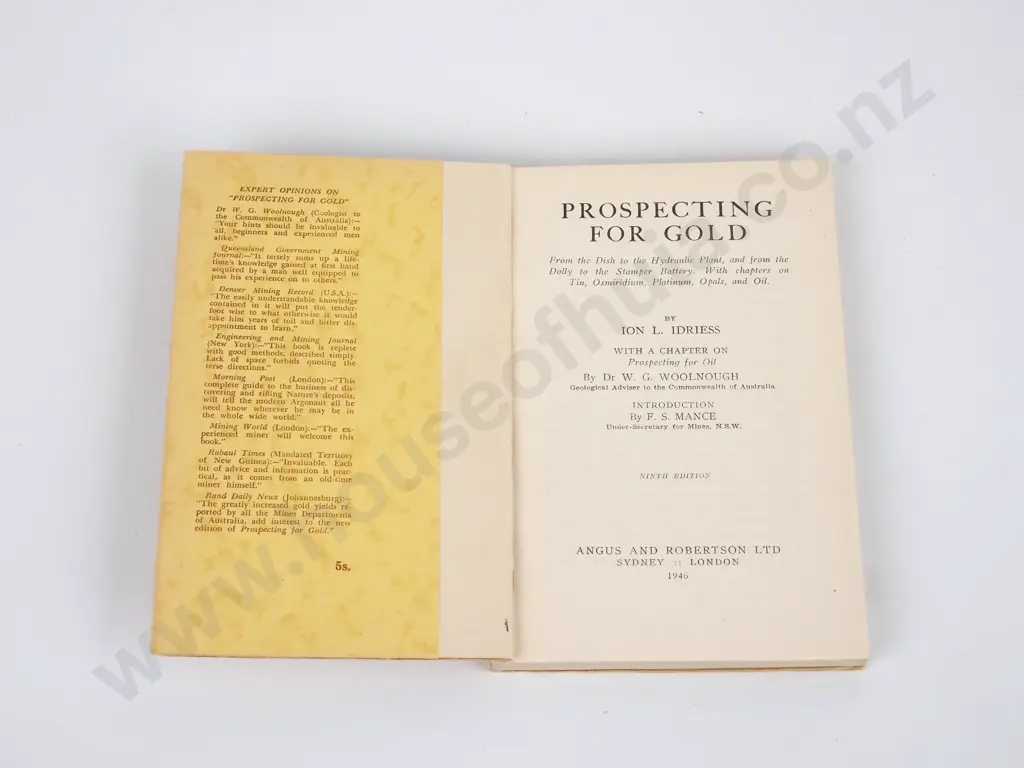 EXPERT OPINIONS ON
"PROSPECTING FOR GOLD"
Dr W. G. Woolnough (Geologist to
the Commonwealth of Australia):—
"Your hints should be invaluable to
all, beginners and experienced men
alike."
Queensland Government Mining
Journal:—"It tersely sums up a life-
time's knowledge gained at first hand
acquired by a man well equipped to
pass his experience on to others."
Denver Mining Record (U.S.A.):—
"The easily understandable knowledge
contained in it will put the tender-
foot wise to what otherwise it would
take him years of toil and bitter dis-
appointment to learn."
Engineering and Mining Journal
(New York):—"This book is replete
with good methods, described simply.
Lack of space forbids quoting the
terse directions."
Morning Post (London):—"This
complete guide to the business of dis-
covering and rifling Nature's deposits,
will tell the modern Argonaut all he
need know wherever he may be in
the whole wide world."
Mining World (London):—"The ex-
perienced miner will welcome this
book."
Rabaul Times (Mandated Territory
of New Guinea):—"Invaluable. Each
bit of advice and information is prac-
tical, as it comes from an old-time
miner himself."
Rand Daily News (Johannesburg):—
"The greatly increased gold yields re-
ported by all the Mines Departments
of Australia, add interest to the new
edition of Prospecting for Gold."
5s.
PROSPECTING
FOR GOLD
From the Dish to the Hydraulic Plant, and from the
Dolly to the Stamper Battery. With chapters on
Tin, Osmiridium, Platinum, Opals, and Oil.
BY
ION L. IDRIESS
WITH A CHAPTER ON
Prospecting for Oil
By Dr W. G. WOOLNOUGH
Geological Adviser to the Commonwealth of Australia
INTRODUCTION
By F. S. MANCE
Under-Secretary for Mines, N.S.W.
NINTH EDITION
ANGUS AND ROBERTSON LTD
SYDNEY :: LONDON
1940
www.houseofhuia.co.nz